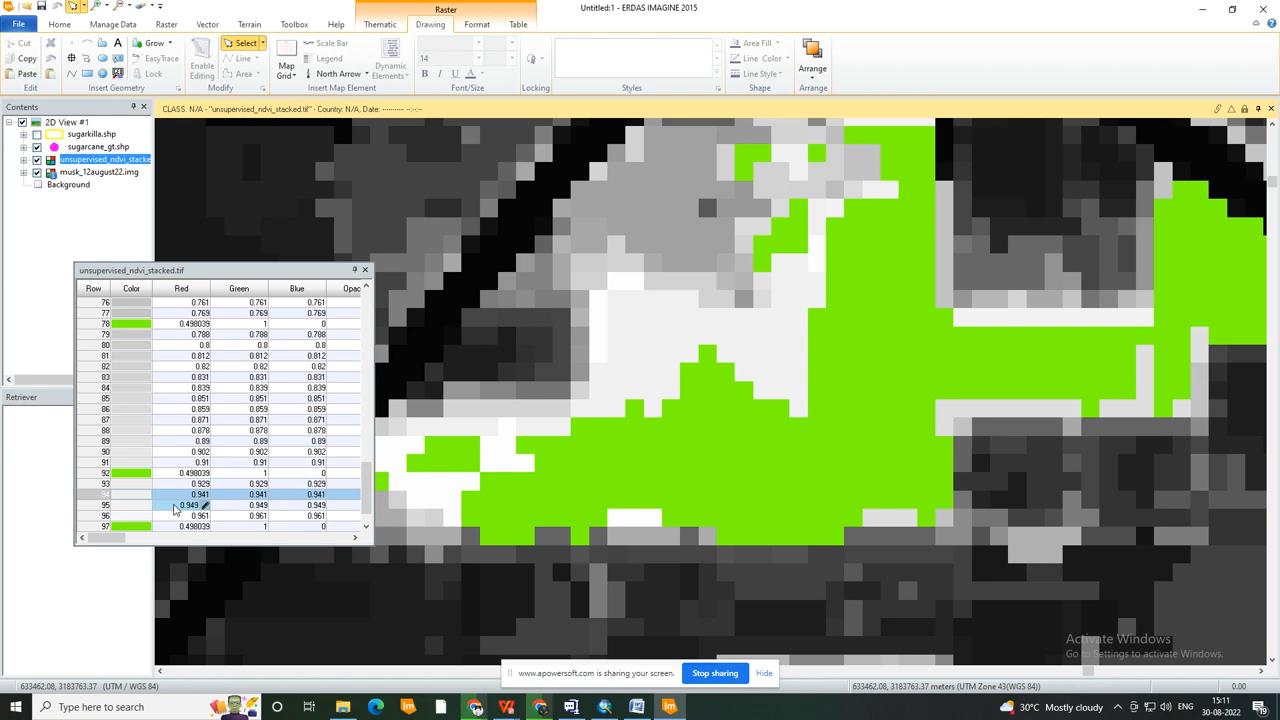 Untitled:1 - ERDAS IMAGINE 2015
Raster
File Home Manage Data Raster Vector Terrain Toolbox Help Thematic Drawing Format Table
Cut Grow Select Scale Bar 14 Area Fill
Copy EasyTrace Enable Editing Line Map Grid Legend Dynamic Elements Line Color Arrange
Paste Lock Area North Arrow B I U A Line Style
Edit Insert Geometry Modify Insert Map Element Font/Size Locking Styles Shape Arrange
Contents
CLASS. N/A - "unsupervised_ndvi_stacked.tif" - Country: N/A, Date: ----------- --:--:--
2D View #1
sugarkilla.shp
sugarcane_gt.shp
unsupervised_ndvi_stacke
musk_12august22.img
Background
unsupervised_ndvi_stacked.tif
Row Color Red Green Blue Opac
76 0.761 0.761 0.761
77 0.769 0.769 0.769
78 0.498039 1 0
79 0.788 0.788 0.788
80 0.8 0.8 0.8
81 0.812 0.812 0.812
82 0.82 0.82 0.82
83 0.831 0.831 0.831
84 0.839 0.839 0.839
85 0.851 0.851 0.851
86 0.859 0.859 0.859
87 0.871 0.871 0.871
88 0.878 0.878 0.878
89 0.89 0.89 0.89
90 0.902 0.902 0.902
91 0.91 0.91 0.91
92 0.498039 1 0
93 0.929 0.929 0.929
94 0.941 0.941 0.941
95 0.949 0.949 0.949
96 0.961 0.961 0.961
97 0.498039 1 0
Retriever
Activate Windows
Go to Settings to activate Windows.
www.apowersoft.com is sharing your screen. Stop sharing Hide
633462.08, 3183763.37 (UTM / WGS 84) 633462.08, 3183763.37 meters (UTM Zone 43(WGS 84)) 0.00
Type here to search 30°C Mostly cloudy 15:11
30-08-2022